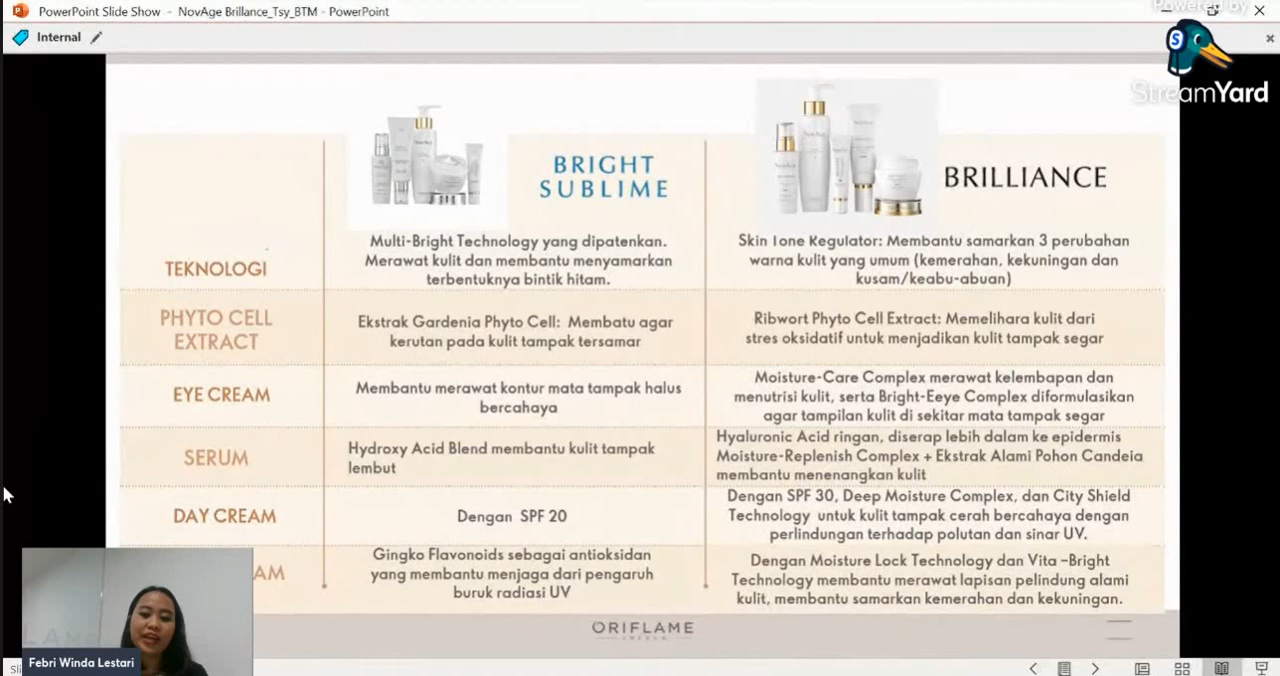 PowerPoint Slide Show - NovAge Brillance_Tsy_BTM - PowerPoint
Powered by
Internal
StreamYard
BRIGHT
SUBLIME
BRILLIANCE
TEKNOLOGI
Multi-Bright Technology yang dipatenkan.
Merawat kulit dan membantu menyamarkan
terbentuknya bintik hitam.
Skin Tone Regulator: Membantu samarkan 3 perubahan
warna kulit yang umum (kemerahan, kekuningan dan
kusam/keabu-abuan)
PHYTO CELL
EXTRACT
Ekstrak Gardenia Phyto Cell: Membatu agar
kerutan pada kulit tampak tersamar
Ribwort Phyto Cell Extract: Memelihara kulit dari
stres oksidatif untuk menjadikan kulit tampak segar
EYE CREAM
Membantu merawat kontur mata tampak halus
bercahaya
Moisture-Care Complex merawat kelembapan dan
menutrisi kulit, serta Bright-Eeye Complex diformulasikan
agar tampilan kulit di sekitar mata tampak segar
SERUM
Hydroxy Acid Blend membantu kulit tampak
lembut
Hyaluronic Acid ringan, diserap lebih dalam ke epidermis
Moisture-Replenish Complex + Ekstrak Alami Pohon Candeia
membantu menenangkan kulit
DAY CREAM
Dengan SPF 20
Dengan SPF 30, Deep Moisture Complex, dan City Shield
Technology untuk kulit tampak cerah bercahaya dengan
perlindungan terhadap polutan dan sinar UV.
AM
Gingko Flavonoids sebagai antioksidan
yang membantu menjaga dari pengaruh
buruk radiasi UV
Dengan Moisture Lock Technology dan Vita –Bright
Technology membantu merawat lapisan pelindung alami
kulit, membantu samarkan kemerahan dan kekuningan.
ORIFLAME
SWEDEN
Febri Winda Lestari